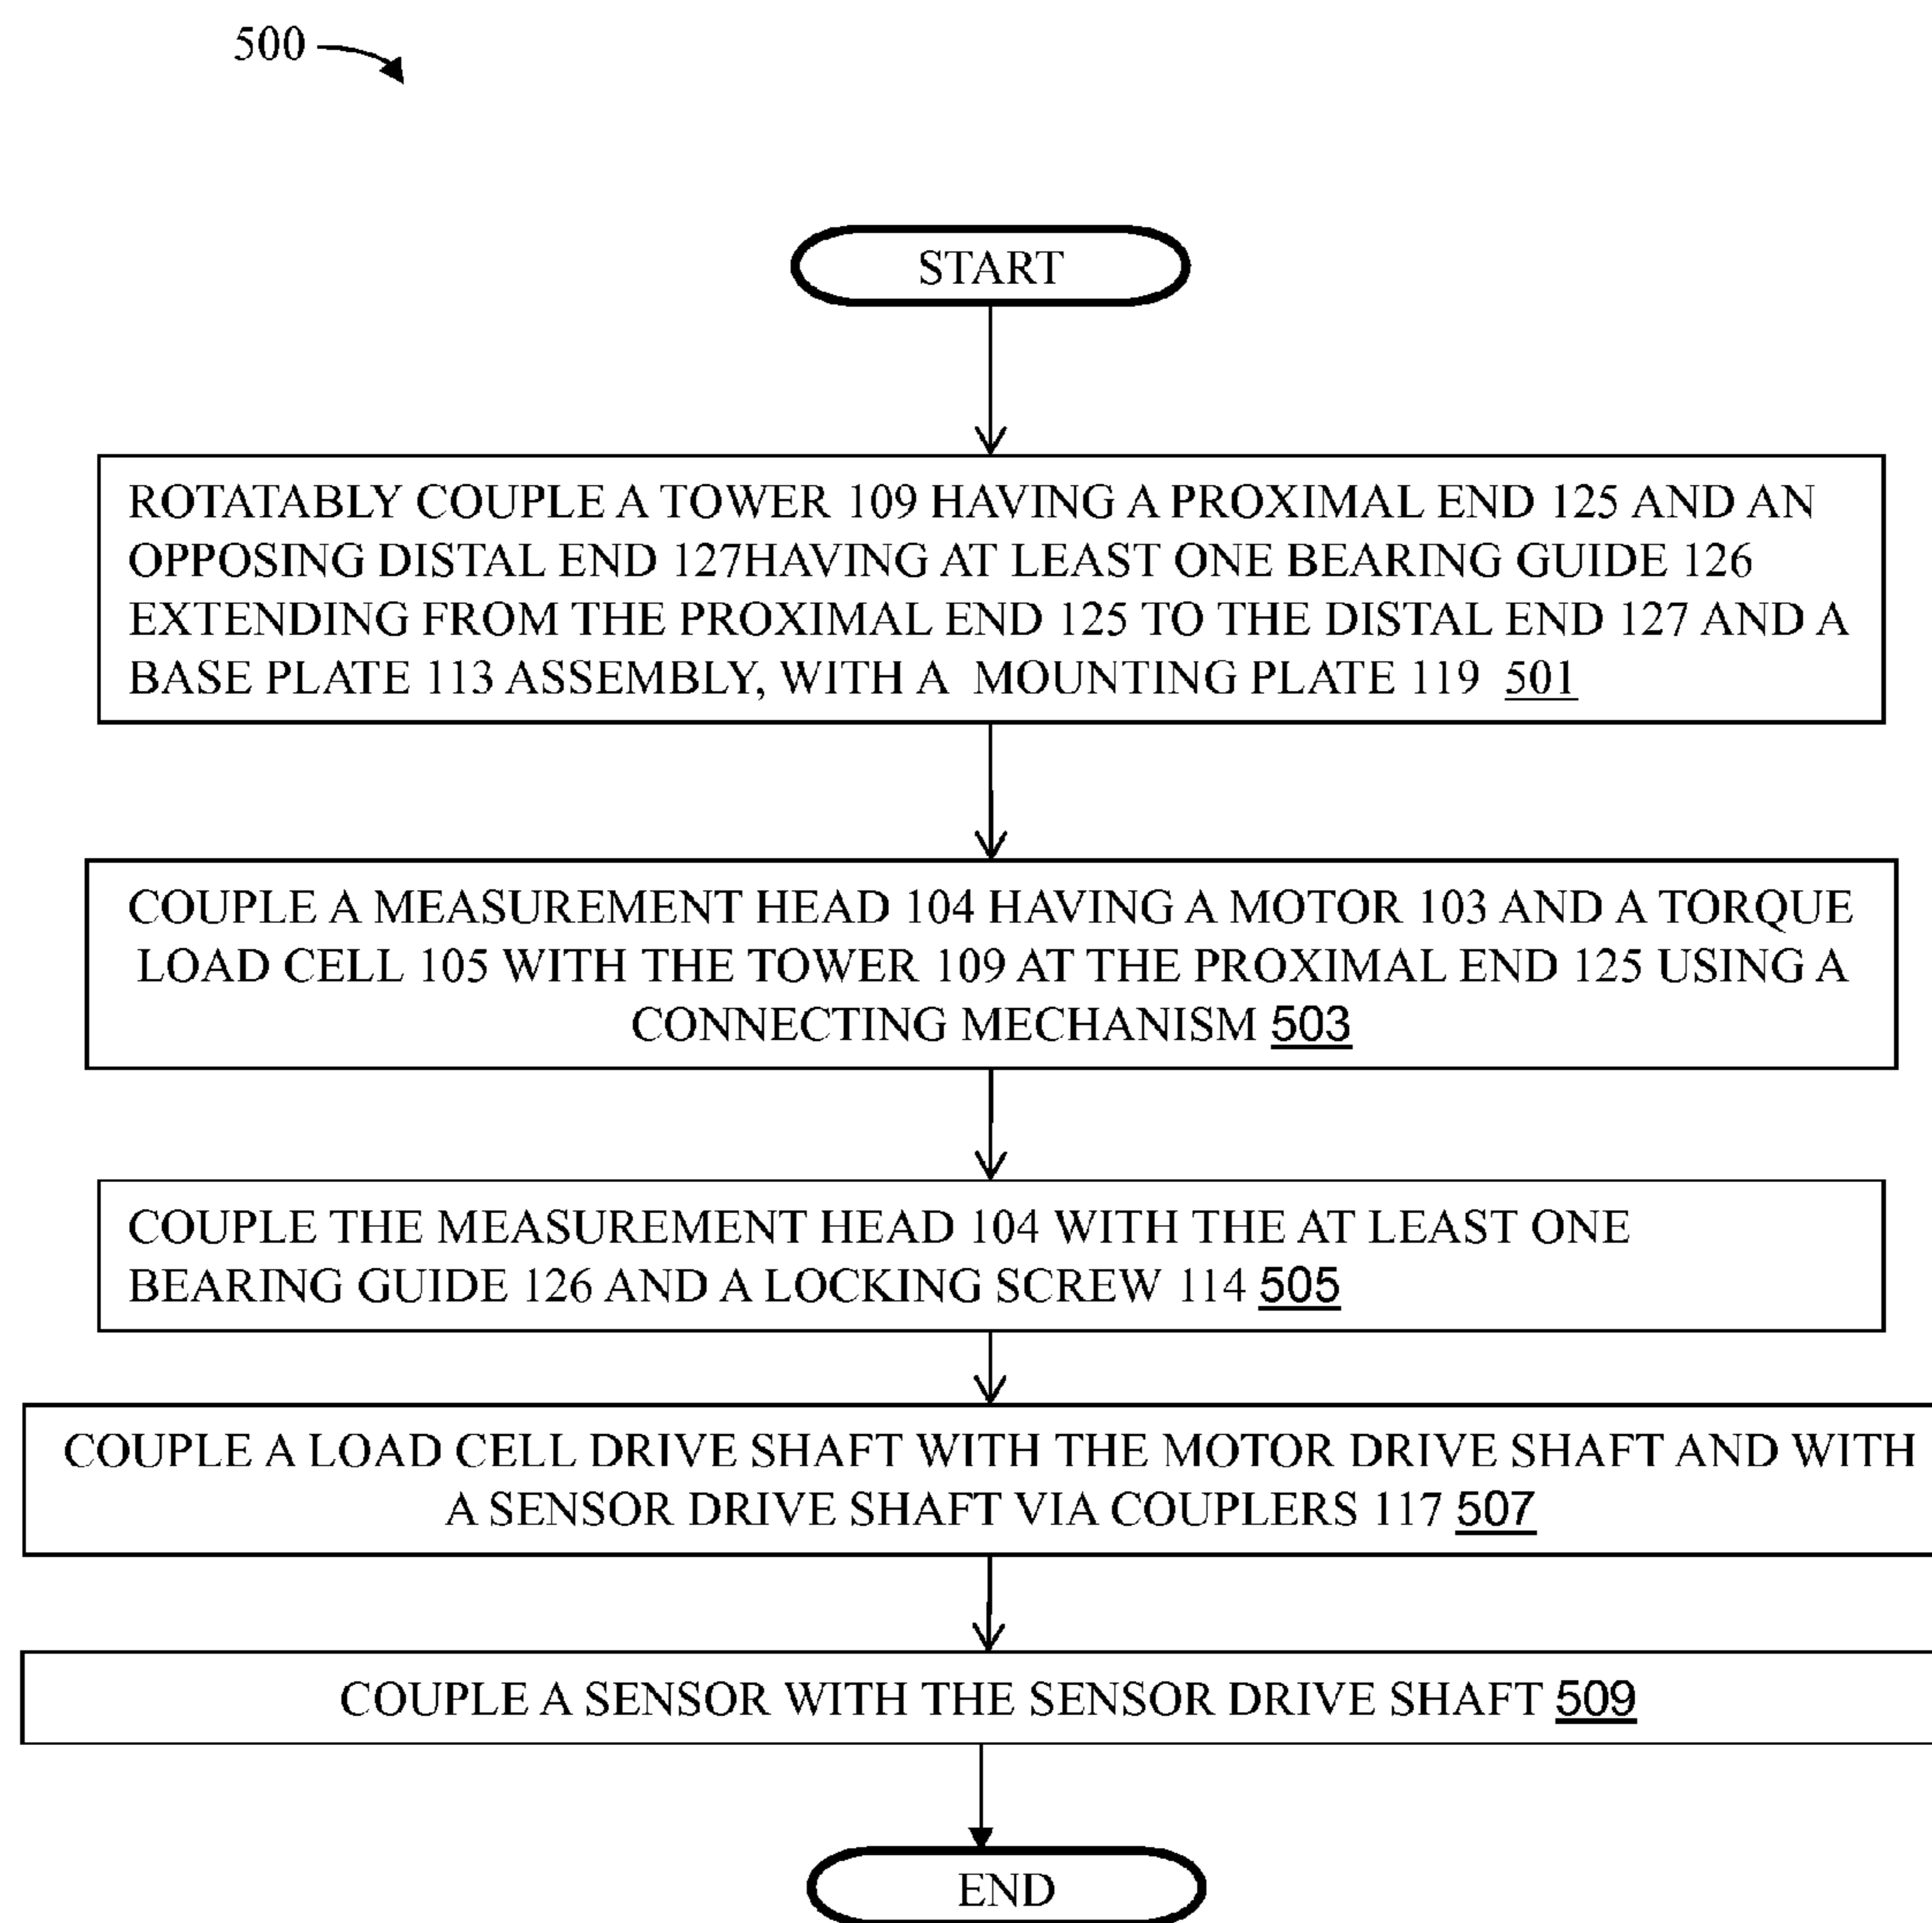 500
START
ROTATABLY COUPLE A TOWER 109 HAVING A PROXIMAL END 125 AND AN
OPPOSING DISTAL END 127HAVING AT LEAST ONE BEARING GUIDE 126
EXTENDING FROM THE PROXIMAL END 125 TO THE DISTAL END 127 AND A
BASE PLATE 113 ASSEMBLY, WITH A MOUNTING PLATE 119 501
COUPLE A MEASUREMENT HEAD 104 HAVING A MOTOR 103 AND A TORQUE
LOAD CELL 105 WITH THE TOWER 109 AT THE PROXIMAL END 125 USING A
CONNECTING MECHANISM 503
COUPLE THE MEASUREMENT HEAD 104 WITH THE AT LEAST ONE
BEARING GUIDE 126 AND A LOCKING SCREW 114 505
COUPLE A LOAD CELL DRIVE SHAFT WITH THE MOTOR DRIVE SHAFT AND WITH
A SENSOR DRIVE SHAFT VIA COUPLERS 117 507
COUPLE A SENSOR WITH THE SENSOR DRIVE SHAFT 509
END